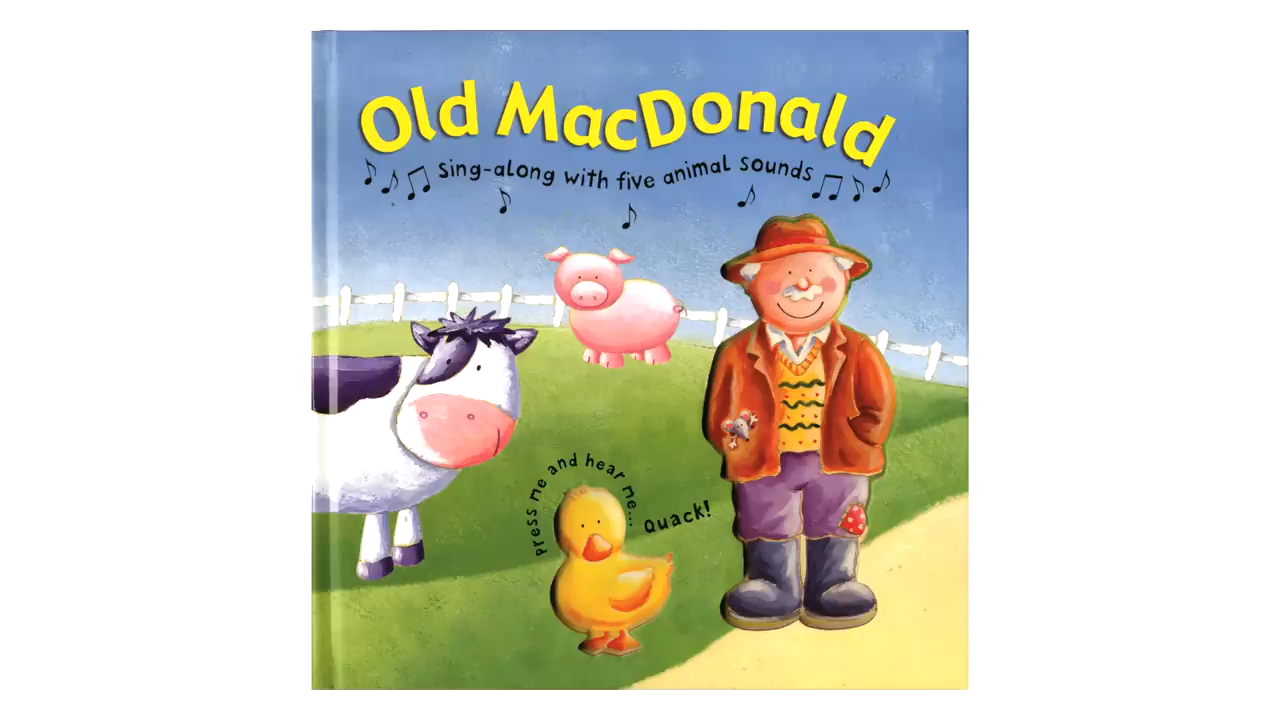 Old MacDonald
Sing-along with five animal sounds
Press me and hear me...
Quack!